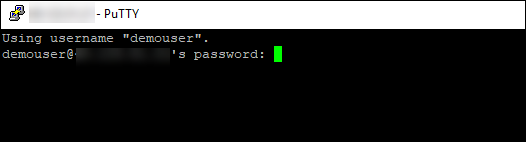 - PuTTY
Using username "demouser".
demouser@ 's password: